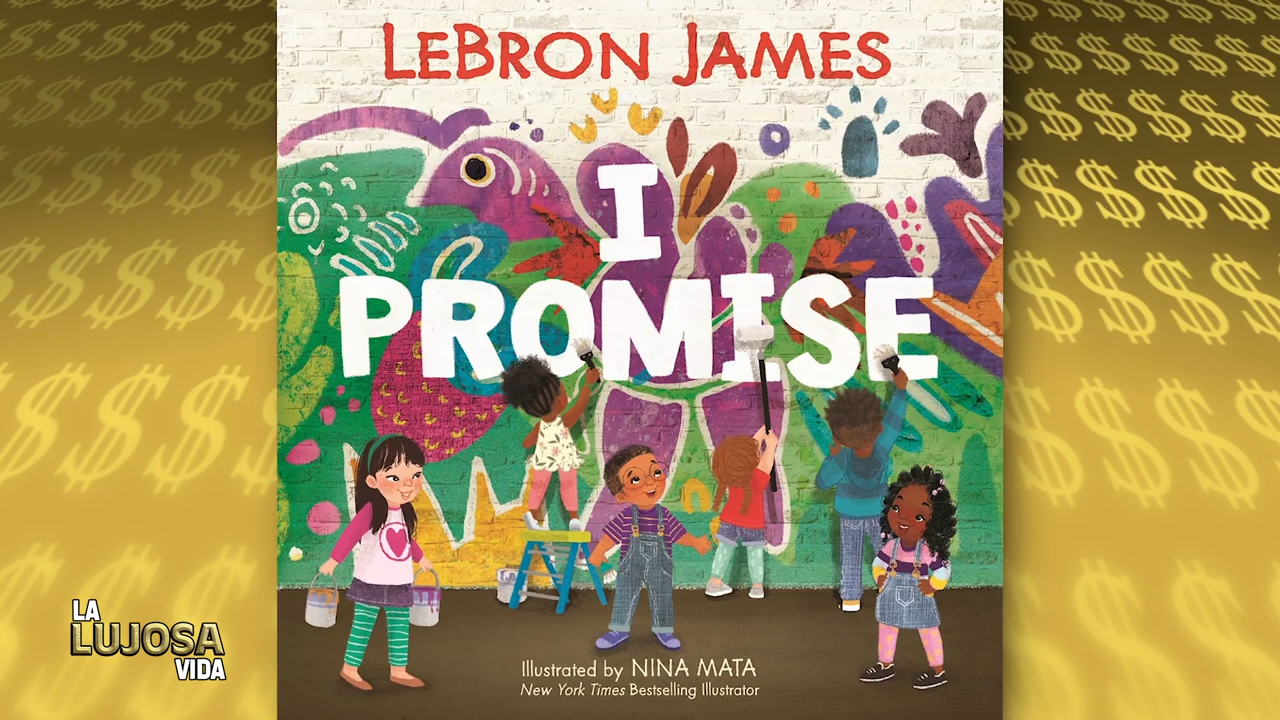 LEBRON JAMES
I
PROMISE
Illustrated by NINA MATA
New York Times Bestselling Illustrator
LA
LUJOSA
VIDA